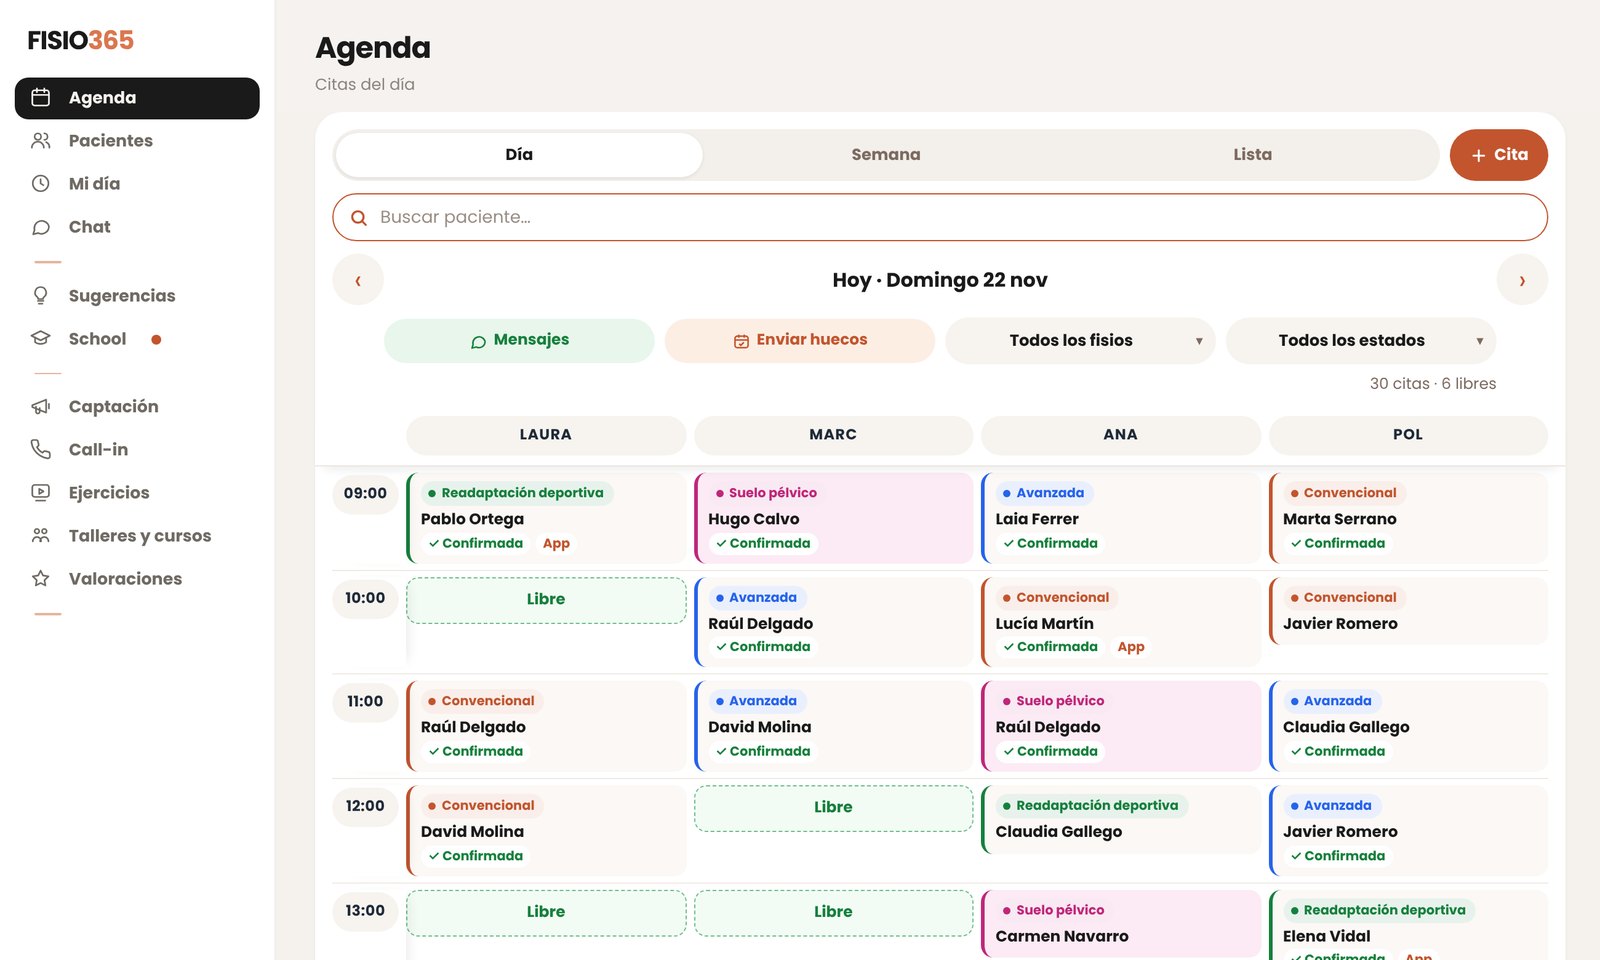 FISIO365
Agenda
Pacientes
Mi día
Chat
Sugerencias
School
Captación
Call-in
Ejercicios
Talleres y cursos
Valoraciones
Agenda
Citas del día
Día Semana Lista + Cita
Buscar paciente...
‹ Hoy · Domingo 22 nov ›
Mensajes Enviar huecos Todos los fisios ▾ Todos los estados ▾
30 citas · 6 libres
LAURA MARC ANA POL
09:00 Readaptación deportiva Suelo pélvico Avanzada Convencional
Pablo Ortega Hugo Calvo Laia Ferrer Marta Serrano
✓ Confirmada App ✓ Confirmada ✓ Confirmada ✓ Confirmada
10:00 Libre Avanzada Convencional Convencional
Raúl Delgado Lucía Martín Javier Romero
✓ Confirmada ✓ Confirmada App
11:00 Convencional Avanzada Suelo pélvico Avanzada
Raúl Delgado David Molina Raúl Delgado Claudia Gallego
✓ Confirmada ✓ Confirmada ✓ Confirmada ✓ Confirmada
12:00 Convencional Libre Readaptación deportiva Avanzada
David Molina Claudia Gallego Javier Romero
✓ Confirmada ✓ Confirmada
13:00 Libre Libre Suelo pélvico Readaptación deportiva
Carmen Navarro Elena Vidal
Confirmada App